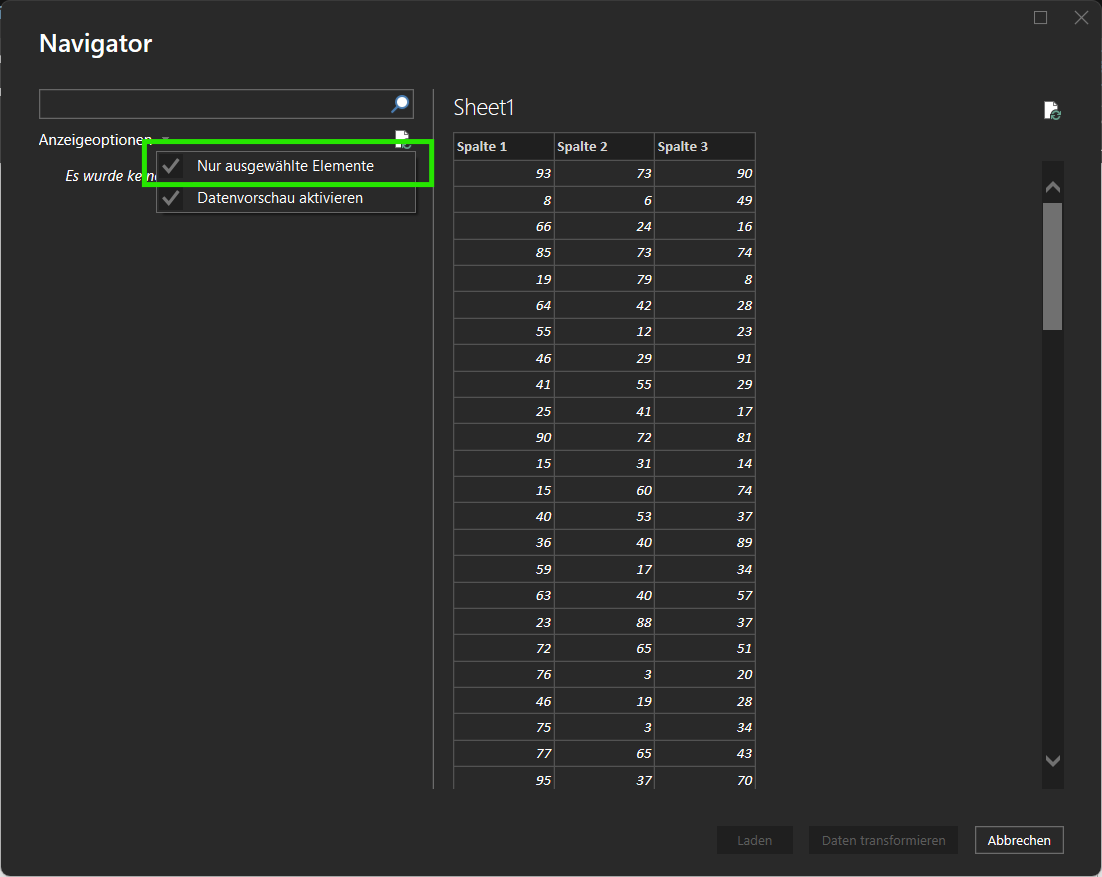 Navigator
Anzeigeoptionen
Nur ausgewählte Elemente
Es wurde
Datenvorschau aktivieren
Sheet1
Spalte 1 Spalte 2 Spalte 3
93 73 90
8 6 49
66 24 16
85 73 74
19 79 8
64 42 28
55 12 23
46 29 91
41 55 29
25 41 17
90 72 81
15 31 14
15 60 74
40 53 37
36 40 89
59 17 34
63 40 57
23 88 37
72 65 51
76 3 20
46 19 28
75 3 34
77 65 43
95 37 70
Laden Daten transformieren Abbrechen